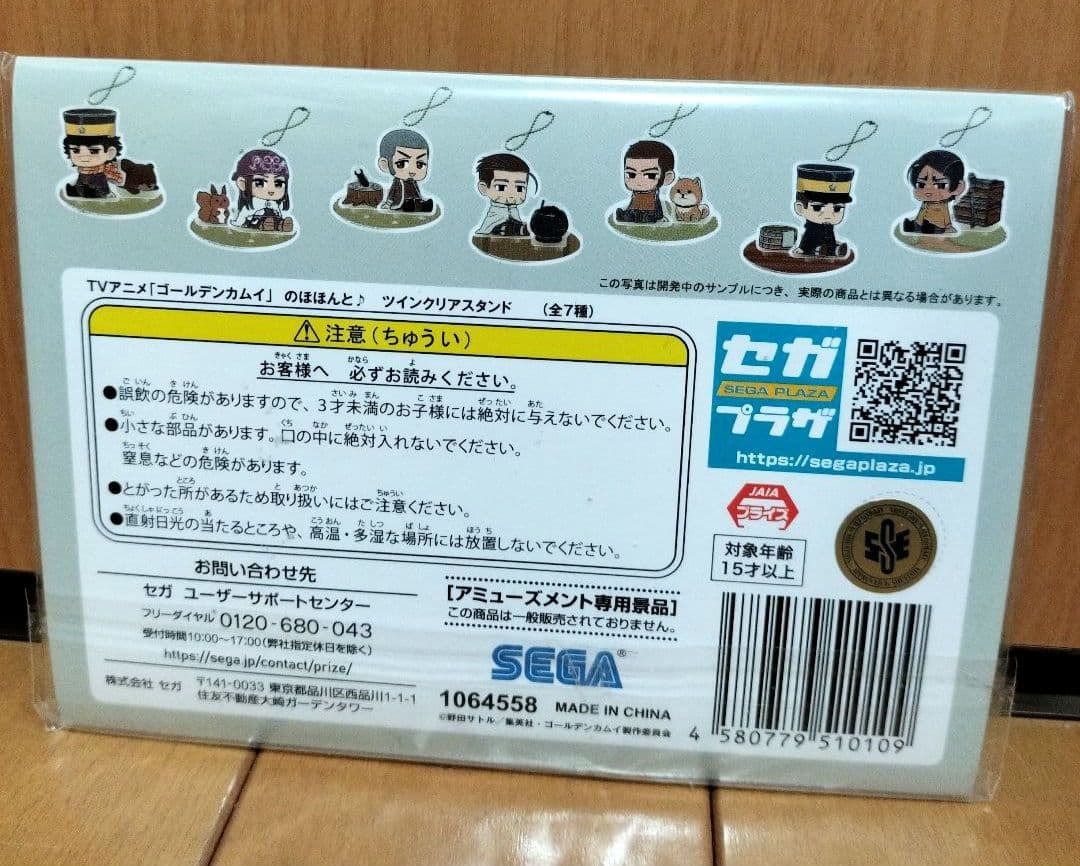 この写真は開発中のサンプルにつき、実際の商品とは異なる場合があります。
TVアニメ「ゴールデンカムイ」 のほほんと♪ ツインクリアスタンド (全7種)
注意(ちゅうい)
お客様へ 必ずお読みください。
●誤飲の危険がありますので、3才未満のお子様には絶対に与えないでください。
●小さな部品があります。口の中に絶対入れないでください。
窒息などの危険があります。
●とがった所があるため取り扱いにはご注意ください。
●直射日光の当たるところや、高温・多湿な場所には放置しないでください。
セガ
SEGA PLAZA
プラザ
https://segaplaza.jp
JAIA
プライズ
対象年齢
15才以上
SSE
お問い合わせ先
セガ ユーザーサポートセンター
フリーダイヤル 0120-680-043
受付時間10:00~17:00(弊社指定休日を除く)
https://sega.jp/contact/prize/
株式会社 セガ 〒141-0033 東京都品川区西品川1-1-1
住友不動産大崎ガーデンタワー
[アミューズメント専用景品]
この商品は一般販売されておりません。
SEGA®
1064558 MADE IN CHINA
©野田サトル/集英社・ゴールデンカムイ製作委員会
4 580779 510109